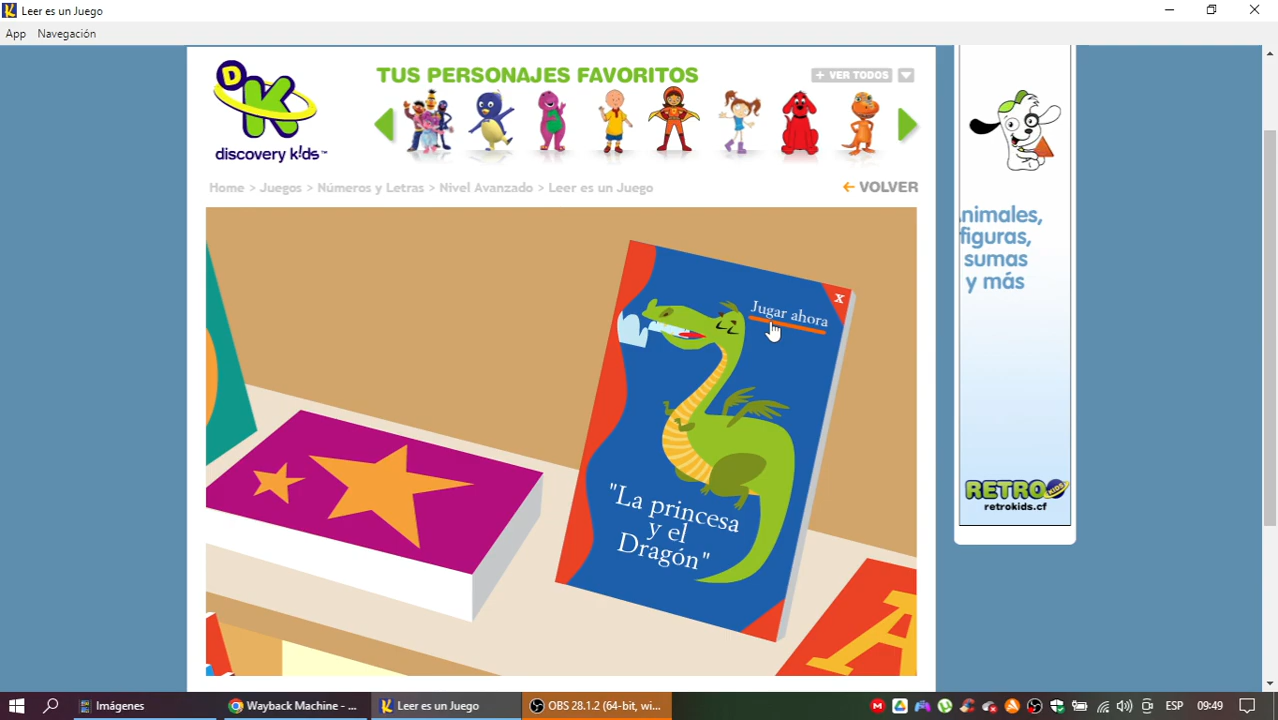 Leer es un Juego
App Navegación
TUS PERSONAJES FAVORITOS
+ VER TODOS
D K
discovery k!ds™
Home > Juegos > Números y Letras > Nivel Avanzado > Leer es un Juego
← VOLVER
Jugar ahora
x
"La princesa
y el
Dragón"
A
nimales,
figuras,
sumas
y más
RETRO KIDS
retrokids.cf
Imágenes
Wayback Machine - ...
Leer es un Juego
OBS 28.1.2 (64-bit, wi...
ESP
09:49